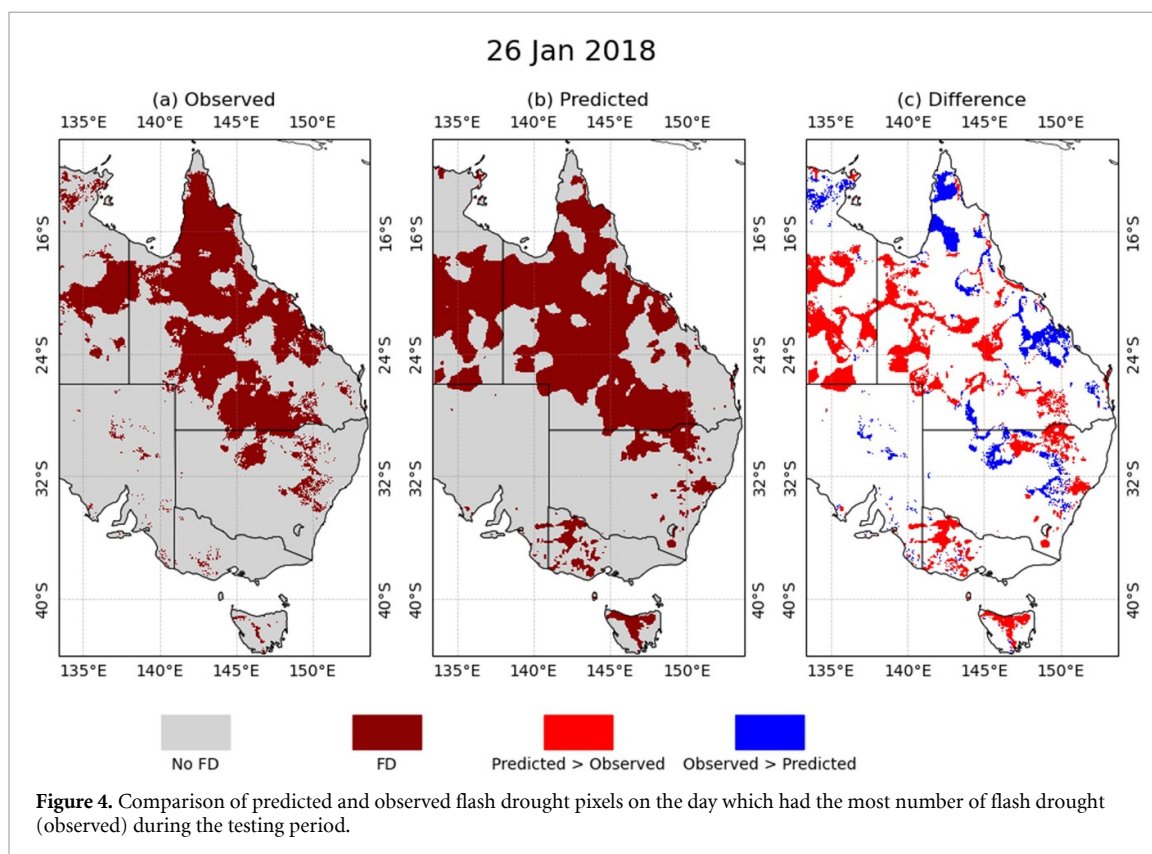 26 Jan 2018
(a) Observed
(b) Predicted
(c) Difference
135°E 140°E 145°E 150°E
135°E 140°E 145°E 150°E
135°E 140°E 145°E 150°E
16°S 16°S 16°S 16°S
24°S 24°S 24°S 24°S
32°S 32°S 32°S 32°S
40°S 40°S 40°S 40°S
135°E 140°E 145°E 150°E
135°E 140°E 145°E 150°E
135°E 140°E 145°E 150°E
No FD
FD
Predicted > Observed
Observed > Predicted
Figure 4. Comparison of predicted and observed flash drought pixels on the day which had the most number of flash drought
(observed) during the testing period.